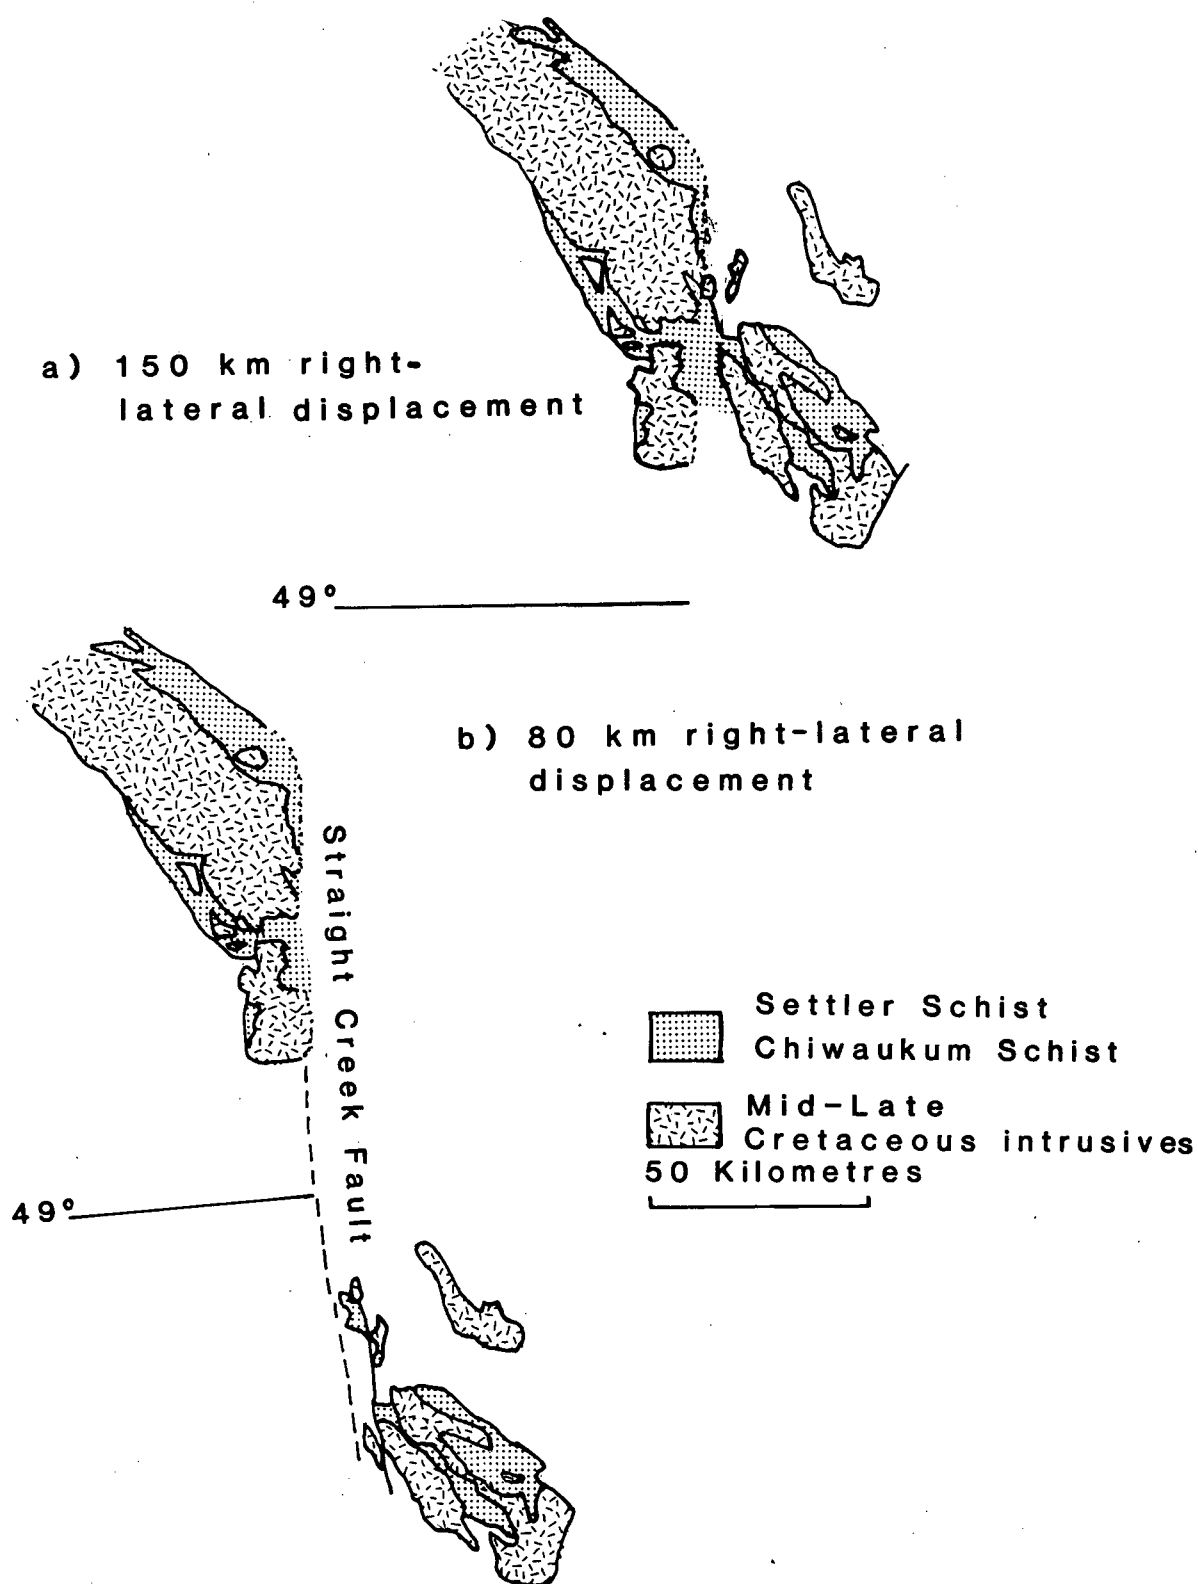 a) 150 km right-
lateral displacement
49°
b) 80 km right-lateral
displacement
Straight Creek Fault
Settler Schist
Chiwaukum Schist
Mid-Late
Cretaceous intrusives
50 Kilometres
49°